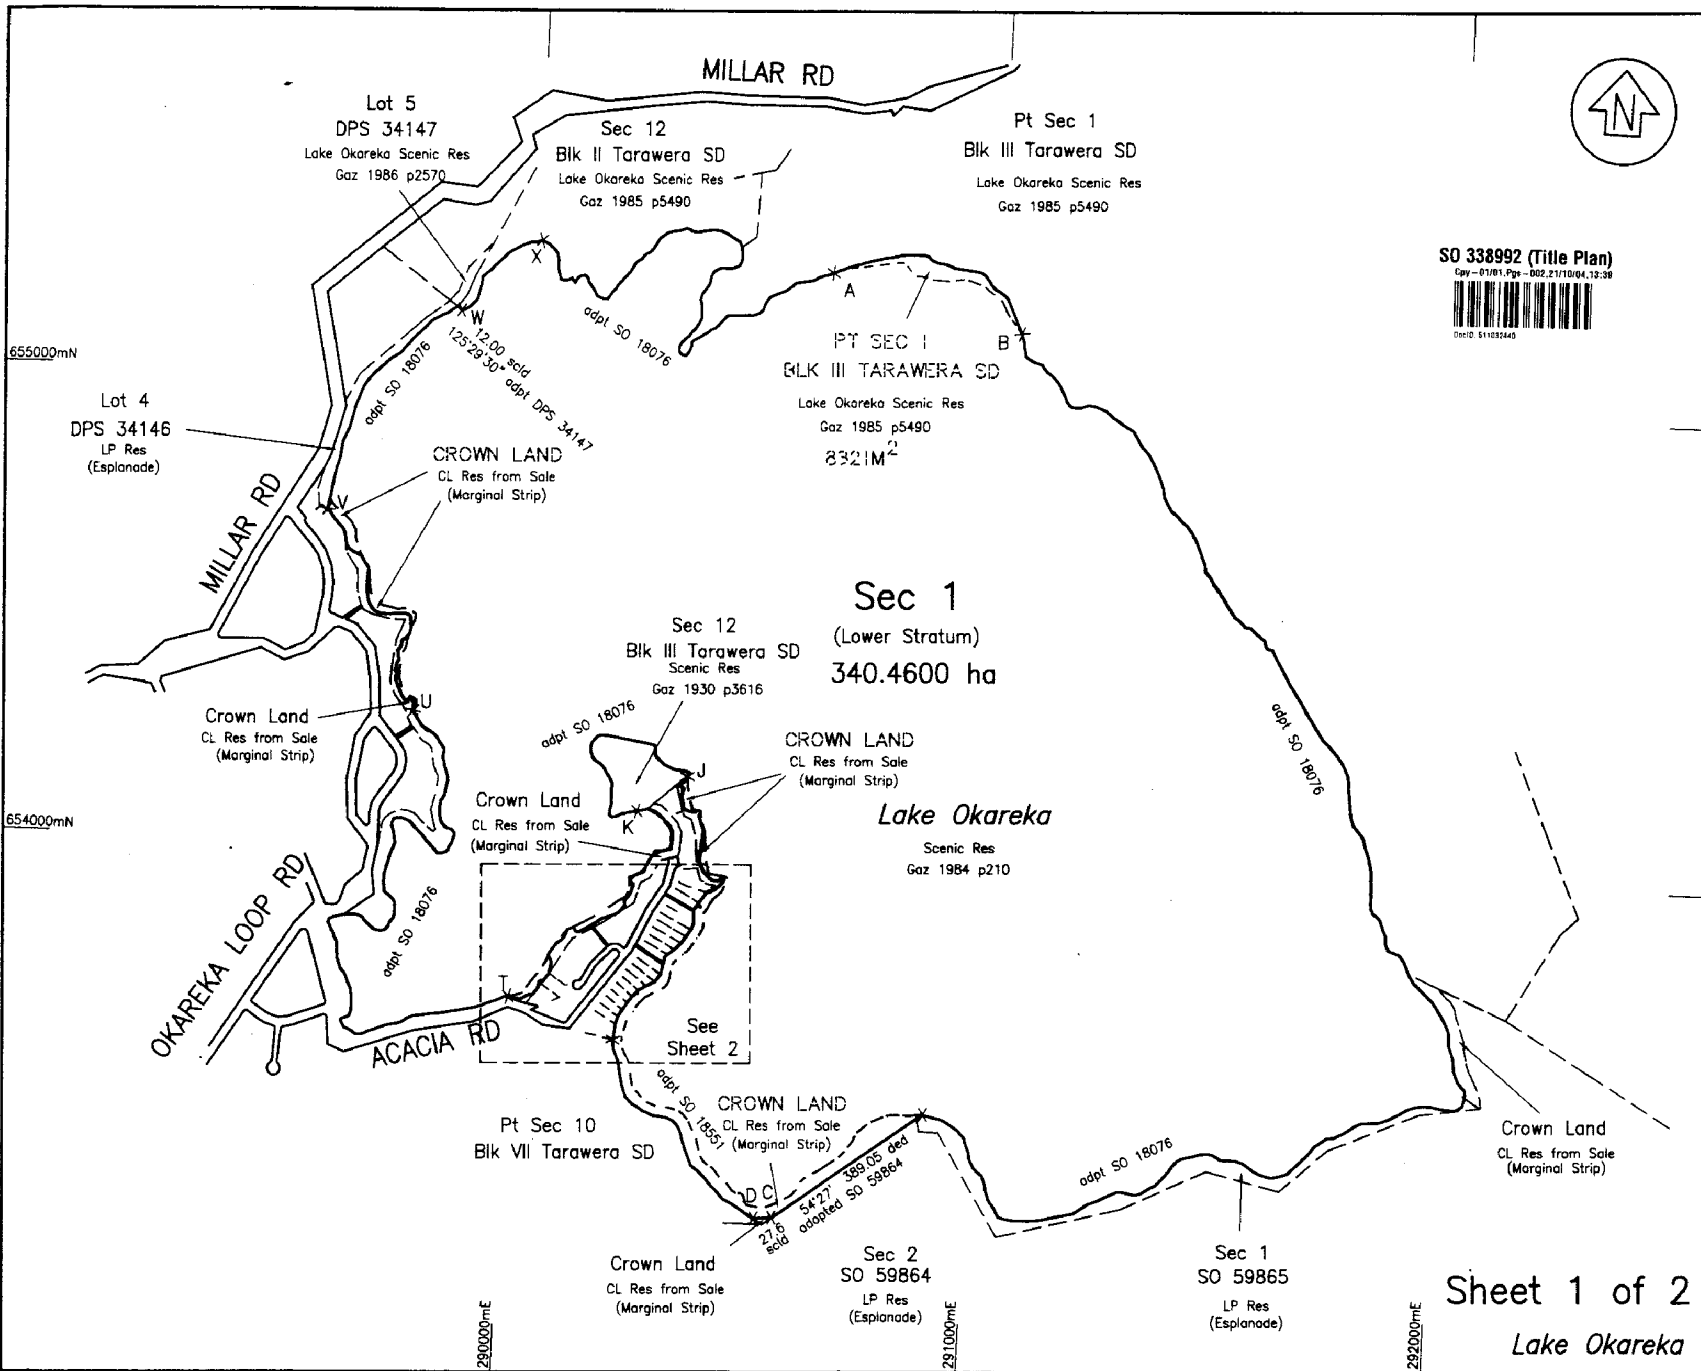 MILLAR RD
N
Lot 5
DPS 34147
Lake Okareka Scenic Res
Gaz 1986 p2570
Sec 12
Blk II Tarawera SD
Lake Okareka Scenic Res
Gaz 1985 p5490
Pt Sec 1
Blk III Tarawera SD
Lake Okareka Scenic Res
Gaz 1985 p5490
SO 338992 (Title Plan)
Cpy - 01/01, Pgs - 002, 21/10/04, 13:39
X
A
W
B
adpt SO 18076
12.00 scld
125°29'30" adpt DPS 34147
adpt SO 18076
PT SEC 1
BLK III TARAWERA SD
Lake Okareka Scenic Res
Gaz 1985 p5490
8321M2
655000mN
Lot 4
DPS 34146
LP Res
(Esplanade)
CROWN LAND
CL Res from Sale
(Marginal Strip)
V
MILLAR RD
Sec 1
(Lower Stratum)
340.4600 ha
Sec 12
Blk III Tarawera SD
Scenic Res
Gaz 1930 p3616
adpt SO 18076
U
Crown Land
CL Res from Sale
(Marginal Strip)
CROWN LAND
CL Res from Sale
(Marginal Strip)
J
K
adpt SO 18076
Crown Land
CL Res from Sale
(Marginal Strip)
Lake Okareka
Scenic Res
Gaz 1984 p210
654000mN
OKAREKA LOOP RD
adpt SO 18076
T
ACACIA RD
See
Sheet 2
adpt SO 18551
Pt Sec 10
Blk VII Tarawera SD
CROWN LAND
CL Res from Sale
(Marginal Strip)
D C
27.6
scld
54°27' 389.05 ded
adopted SO 59864
adpt SO 18076
Crown Land
CL Res from Sale
(Marginal Strip)
Crown Land
CL Res from Sale
(Marginal Strip)
Sec 2
SO 59864
LP Res
(Esplanade)
Sec 1
SO 59865
LP Res
(Esplanade)
290000mE
291000mE
292000mE
Sheet 1 of 2
Lake Okareka